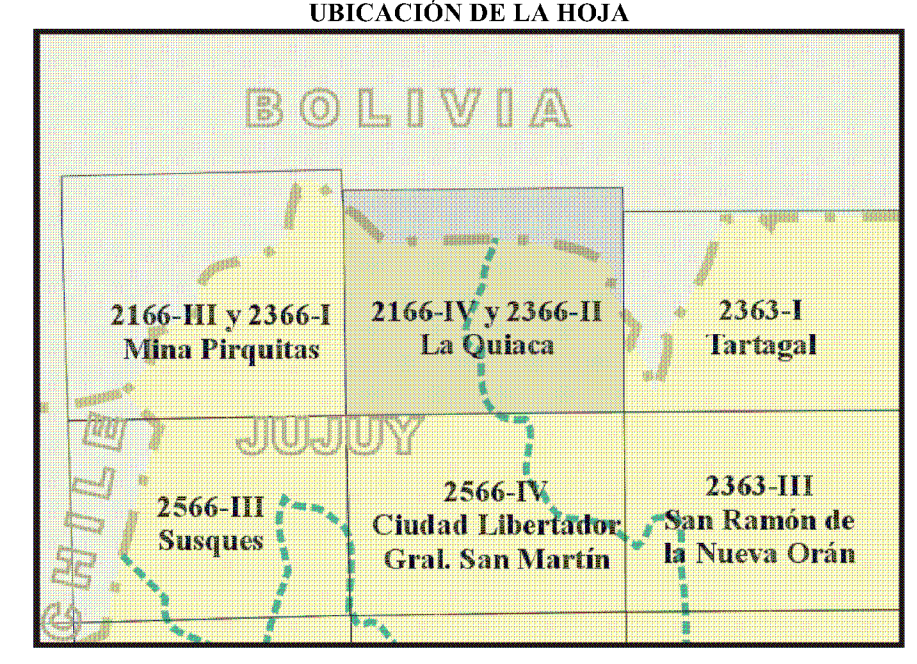 UBICACIÓN DE LA HOJA
BOLIVIA
2166-III y 2366-I
Mina Pirquitas
2166-IV y 2366-II
La Quiaca
2363-I
Tartagal
CHILE
JUJUY
2566-III
Susques
2566-IV
Ciudad Libertador
Gral. San Martín
2363-III
San Ramón de
la Nueva Orán